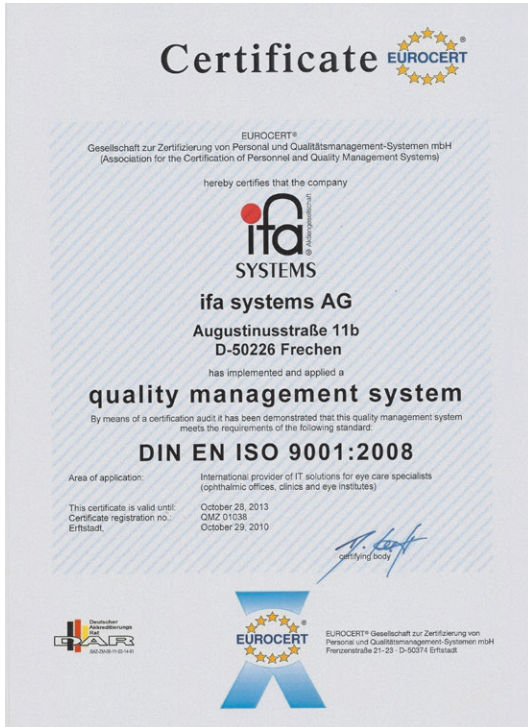 Certificate
EUROCERT®
EUROCERT®
Gesellschaft zur Zertifizierung von Personal und Qualitätsmanagement-Systemen mbH
(Association for the Certification of Personnel and Quality Management Systems)
hereby certifies that the company
ifa
@ Aktiengesellschaft
SYSTEMS
ifa systems AG
Augustinusstraße 11b
D-50226 Frechen
has implemented and applied a
quality management system
By means of a certification audit it has been demonstrated that this quality management system
meets the requirements of the following standard:
DIN EN ISO 9001:2008
Area of application: International provider of IT solutions for eye care specialists
(ophthalmic offices, clinics and eye institutes)
This certificate is valid until: October 28, 2013
Certificate registration no.: QMZ 01038
Erftstadt, October 29, 2010
certifying body
Deutscher
Akkreditierungs
Rat
DAR
EUROCERT®
EUROCERT® Gesellschaft zur Zertifizierung von
Personal und Qualitätsmanagement-Systemen mbH
Frenzenstraße 21- 23 · D-50374 Erftstadt